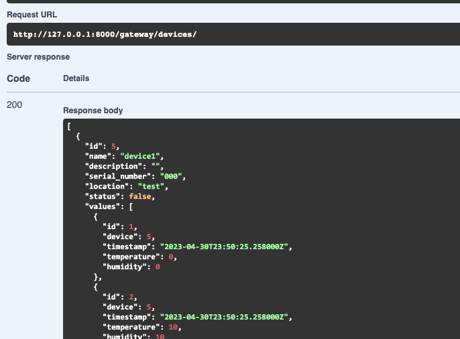 Request URL
http://127.0.0.1:8000/gateway/devices/
Server response
Code Details
200
Response body
[
{
"id": 5,
"name": "device1",
"description": "",
"serial_number": "000",
"location": "test",
"status": false,
"values": [
{
"id": 1,
"device": 5,
"timestamp": "2023-04-30T23:50:25.258000Z",
"temperature": 0,
"humidity": 0
},
{
"id": 2,
"device": 5,
"timestamp": "2023-04-30T23:50:25.258000Z",
"temperature": 10,
"humidity": 10